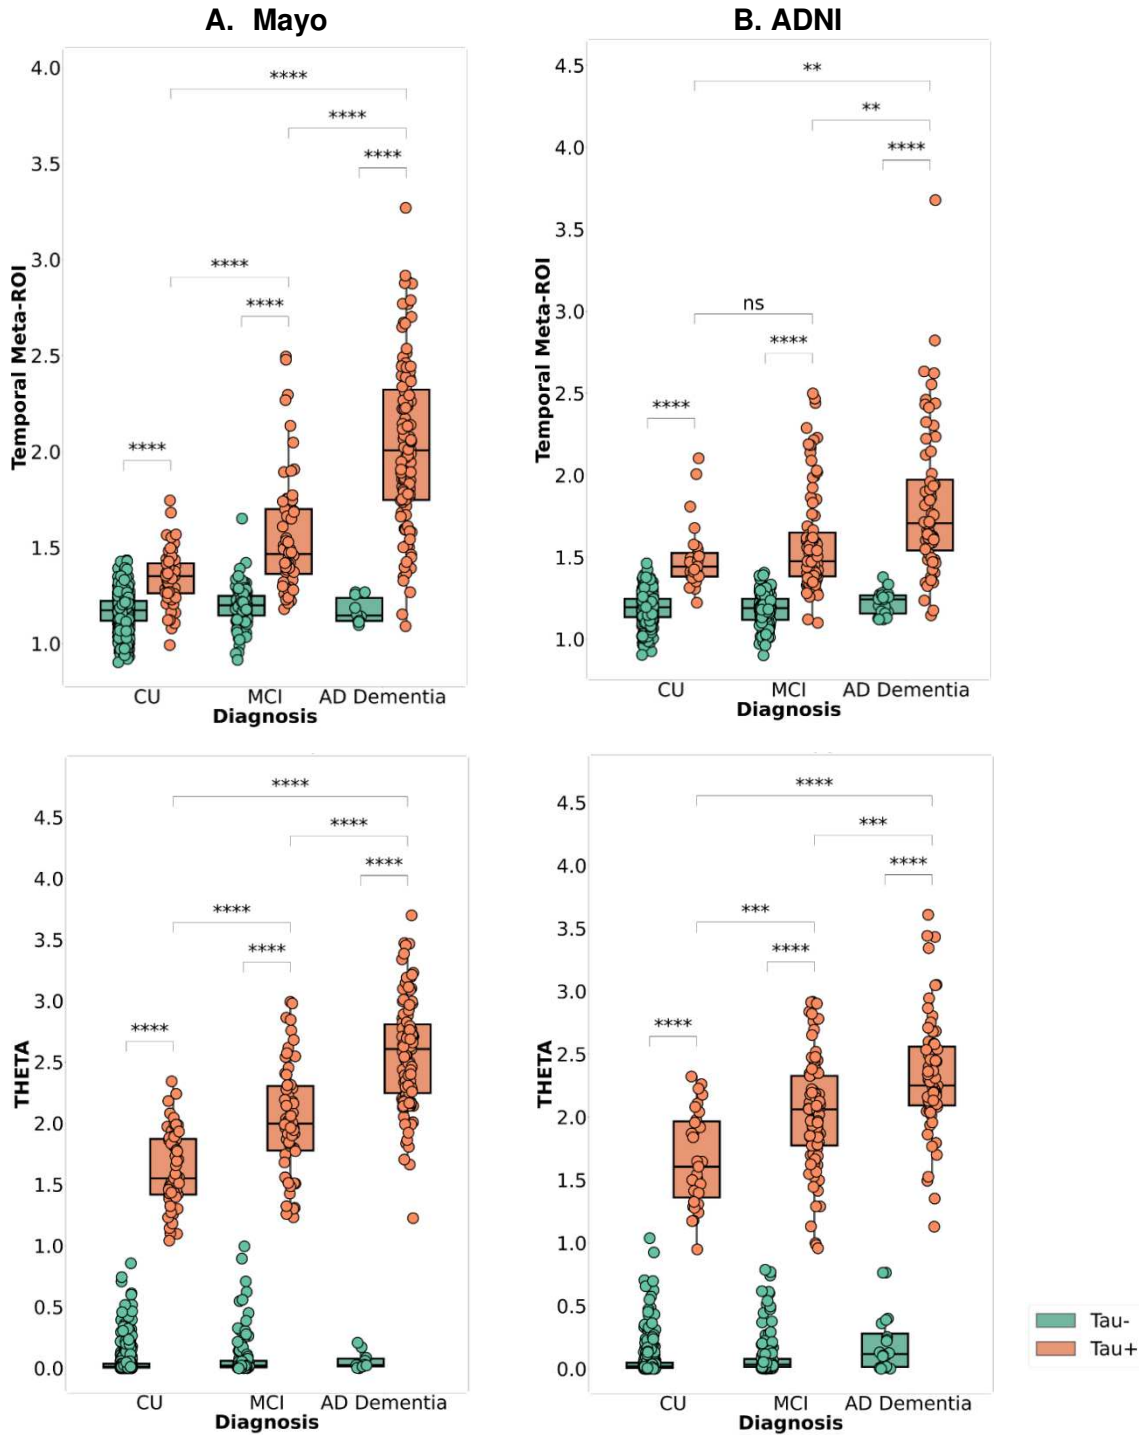 A. Mayo
B. ADNI
4.0
3.5
3.0
2.5
2.0
1.5
1.0
Temporal Meta-ROI
****
****
****
****
****
****
CU
MCI
AD Dementia
Diagnosis
4.5
4.0
3.5
3.0
2.5
2.0
1.5
1.0
Temporal Meta-ROI
**
**
****
ns
****
****
CU
MCI
AD Dementia
Diagnosis
4.5
4.0
3.5
3.0
2.5
2.0
1.5
1.0
0.5
0.0
THETA
****
****
****
****
****
****
CU
MCI
AD Dementia
Diagnosis
4.5
4.0
3.5
3.0
2.5
2.0
1.5
1.0
0.5
0.0
THETA
****
***
****
***
****
****
CU
MCI
AD Dementia
Diagnosis
Tau-
Tau+